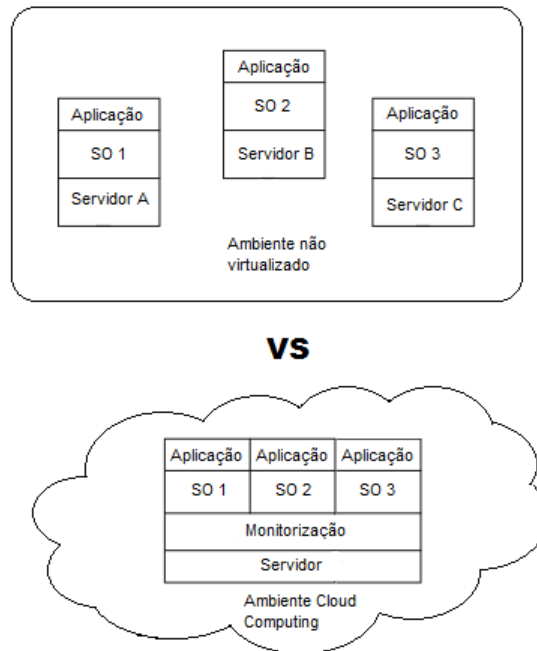 Aplicação
SO 1
Servidor A
Aplicação
SO 2
Servidor B
Aplicação
SO 3
Servidor C
Ambiente não
virtualizado
VS
Aplicação Aplicação Aplicação
SO 1 SO 2 SO 3
Monitorização
Servidor
Ambiente Cloud
Computing